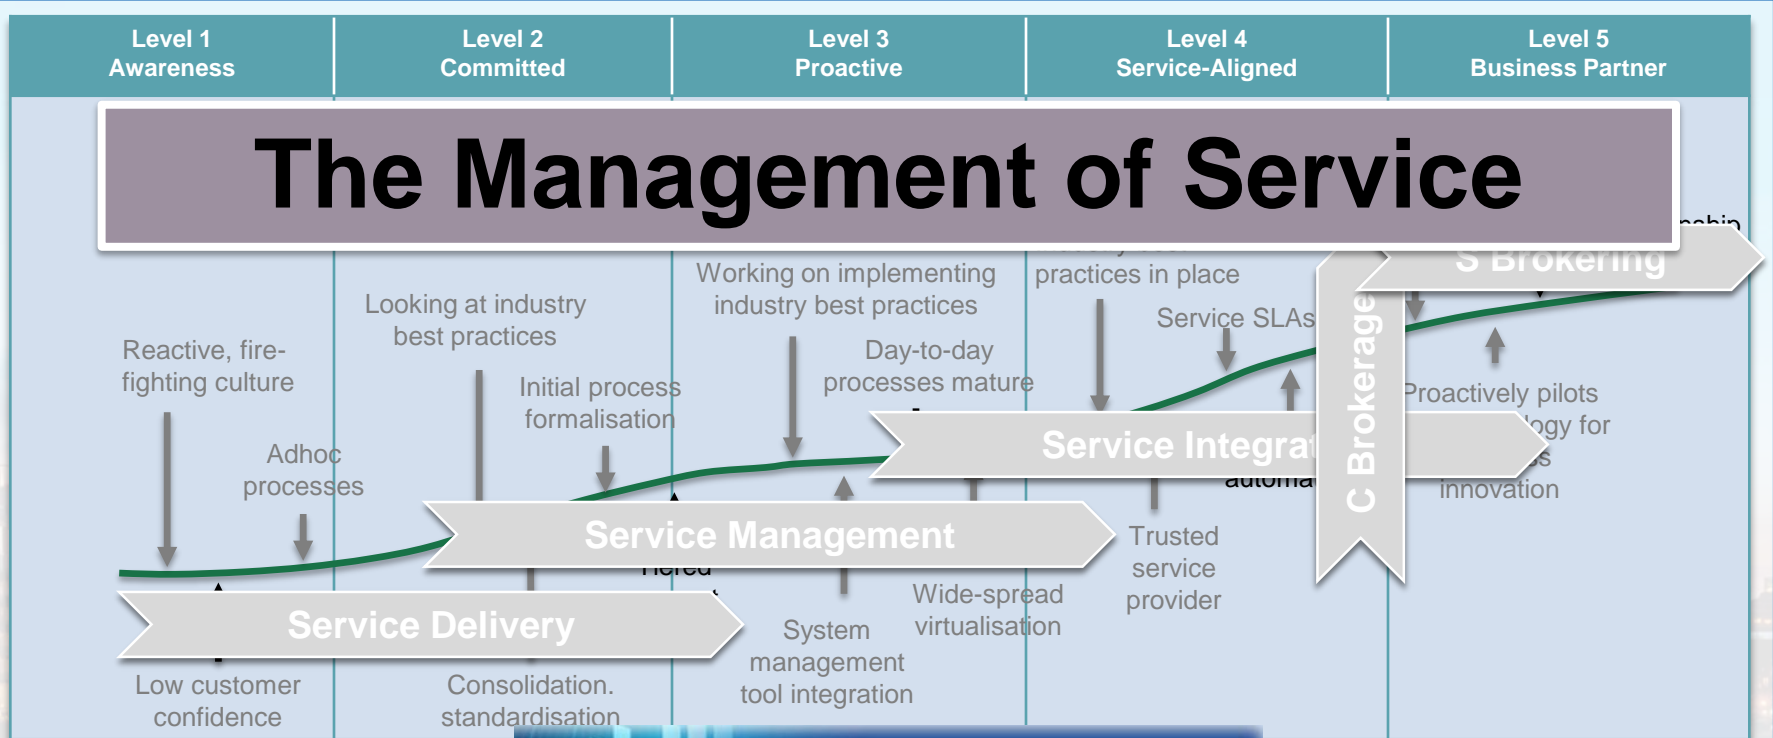 Level 1
Awareness
Level 2
Committed
Level 3
Proactive
Level 4
Service-Aligned
Level 5
Business Partner
The Management of Service
Reactive, fire-
fighting culture
Adhoc
processes
Low customer
confidence
Service Delivery
Looking at industry
best practices
Initial process
formalisation
Consolidation.
standardisation
Service Management
Working on implementing
industry best practices
Day-to-day
processes mature
System
management
tool integration
Wide-spread
virtualisation
practices in place
Service SLAs
Trusted
service
provider
C Brokerage
S Brokering
Proactively pilots
for
innovation